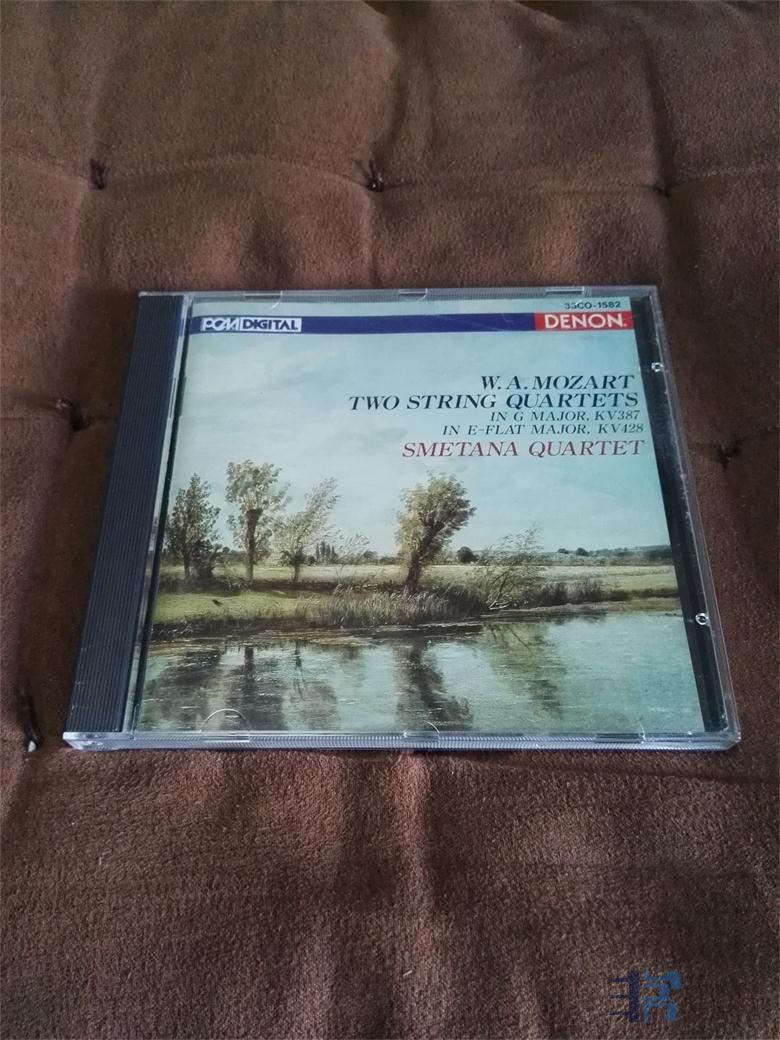 33CO-1582
PCM DIGITAL
DENON
W. A. MOZART
TWO STRING QUARTETS
IN G MAJOR, KV387
IN E-FLAT MAJOR, KV428
SMETANA QUARTET